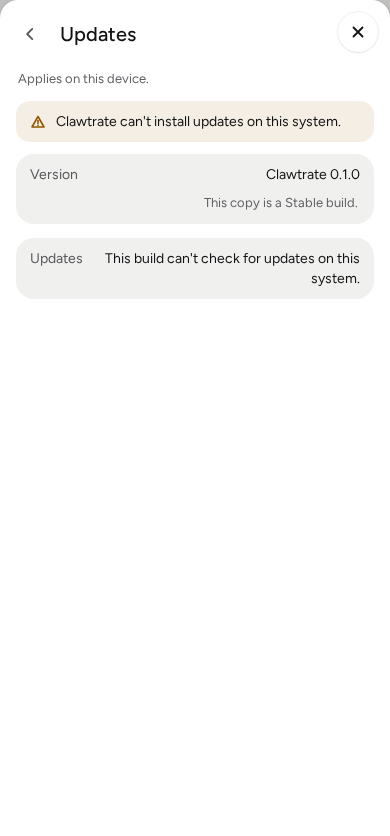 Updates
Applies on this device.
Clawtrate can't install updates on this system.
Version
Clawtrate 0.1.0
This copy is a Stable build.
Updates
This build can't check for updates on this
system.